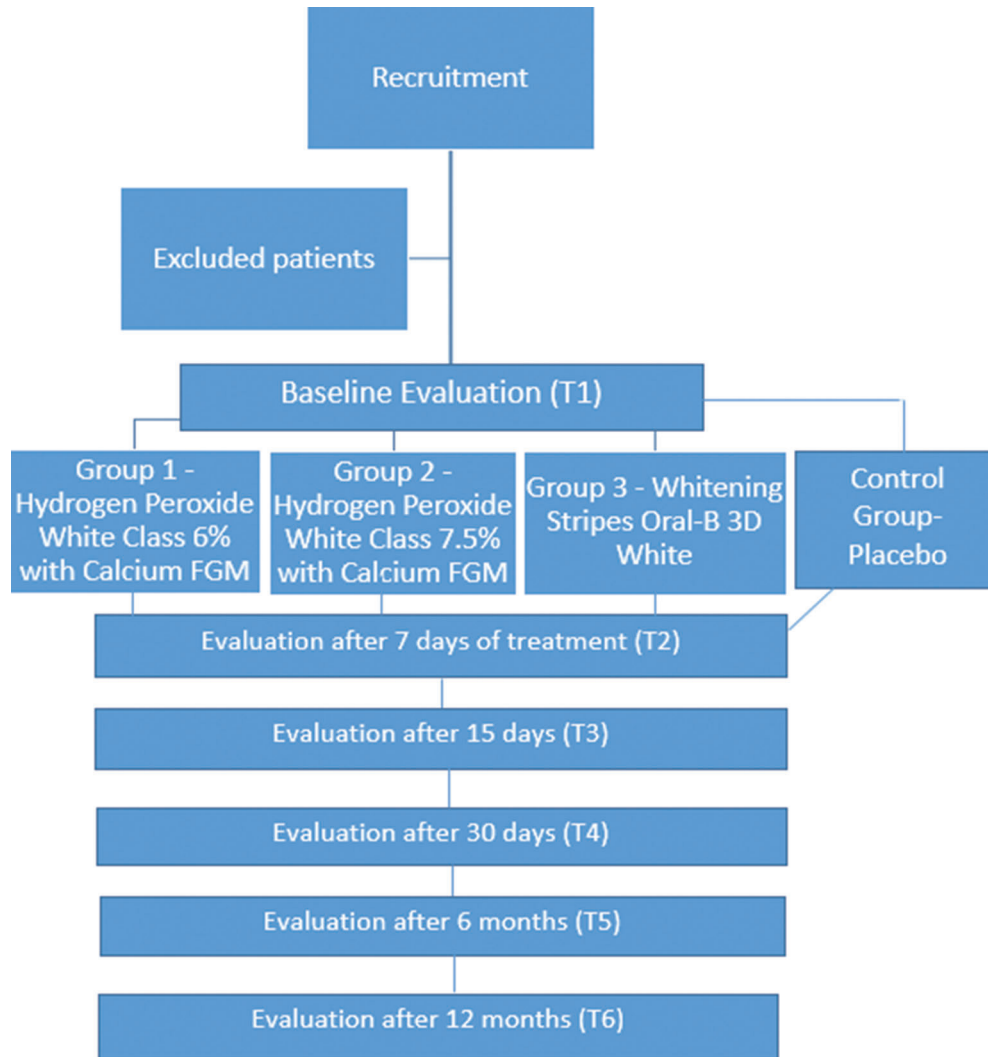 Recruitment
Excluded patients
Baseline Evaluation (T1)
Group 1 -
Hydrogen Peroxide
White Class 6%
with Calcium FGM
Group 2 -
Hydrogen Peroxide
White Class 7.5%
with Calcium FGM
Group 3 - Whitening
Stripes Oral-B 3D
White
Control
Group-
Placebo
Evaluation after 7 days of treatment (T2)
Evaluation after 15 days (T3)
Evaluation after 30 days (T4)
Evaluation after 6 months (T5)
Evaluation after 12 months (T6)